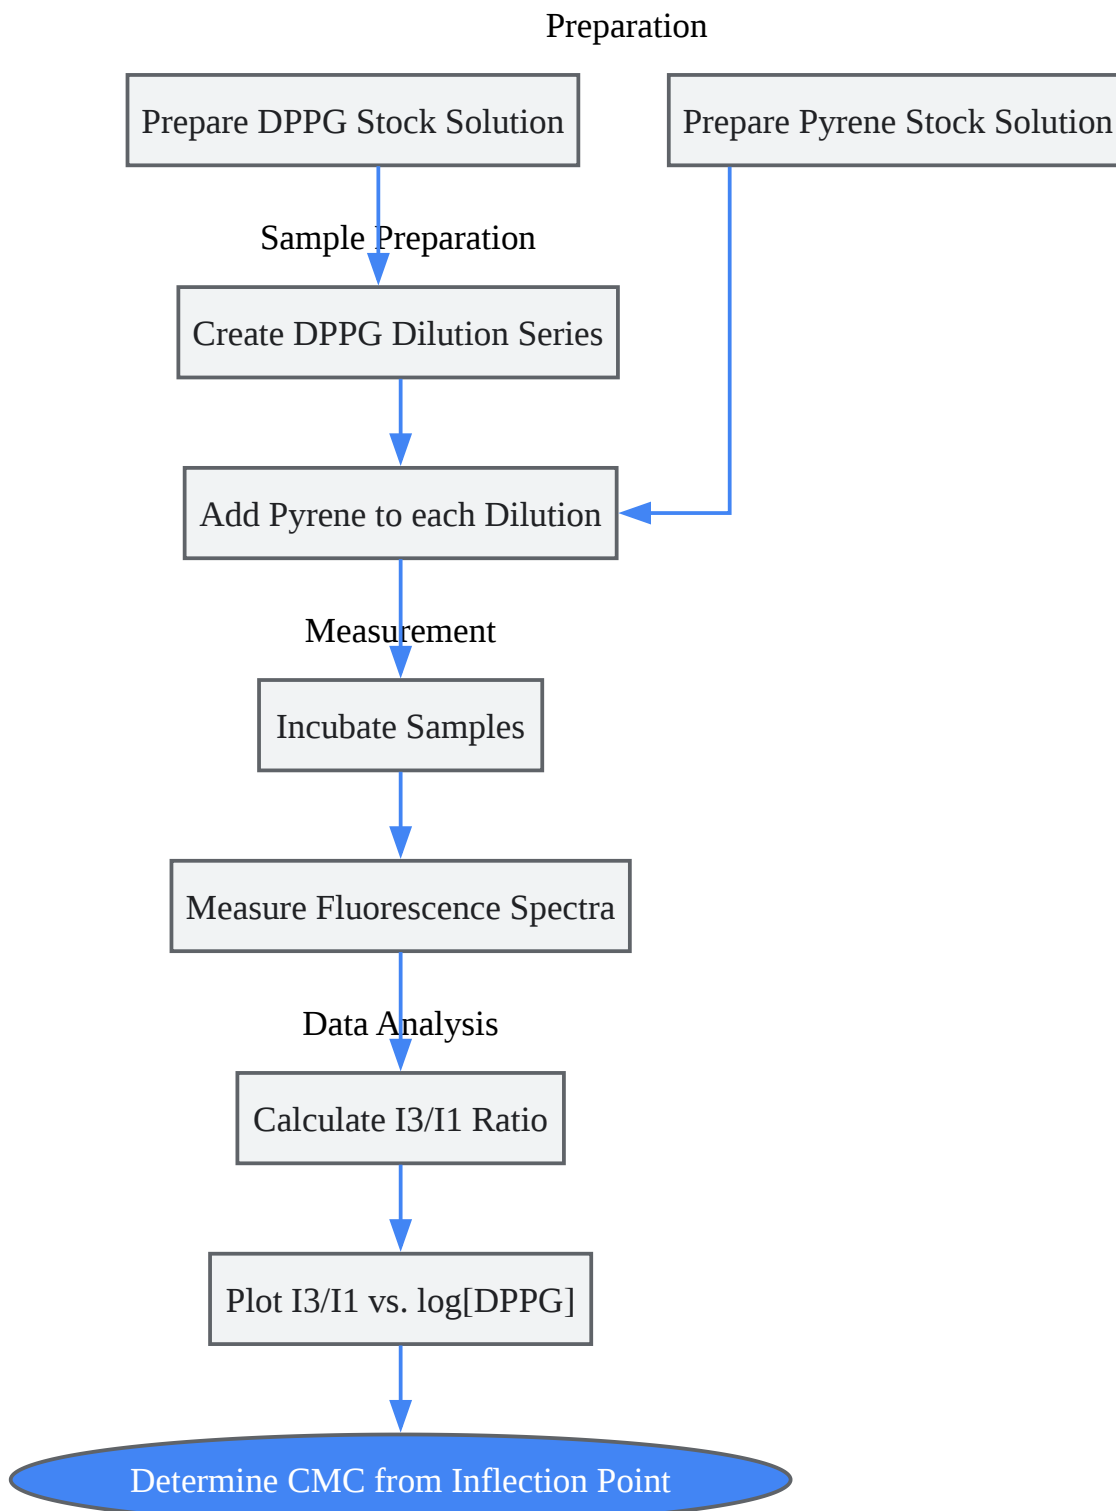 Preparation
Prepare DPPG Stock Solution
Prepare Pyrene Stock Solution
Sample Preparation
Create DPPG Dilution Series
Add Pyrene to each Dilution
Measurement
Incubate Samples
Measure Fluorescence Spectra
Data Analysis
Calculate I3/I1 Ratio
Plot I3/I1 vs. log[DPPG]
Determine CMC from Inflection Point